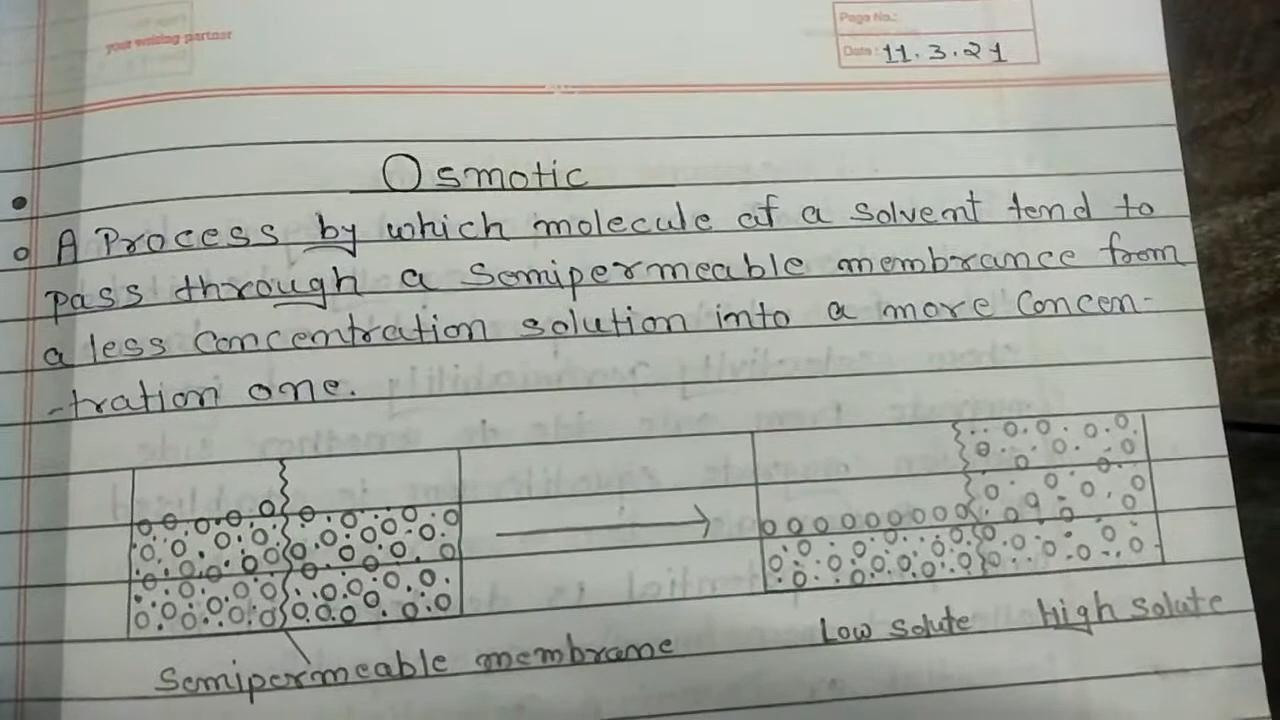 your writing partner
Page No.:
Date: 11.3.21
Osmotic
A Process by which molecule of a solvent tend to
pass through a semipermeable membrance from
a less concentration solution into a more concen-
-tration one.
Semipermeable membrane
Low solute high solute